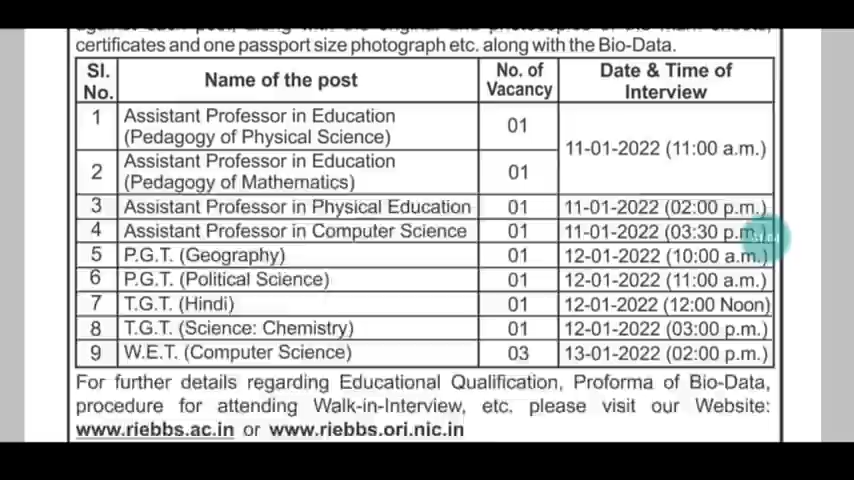 certificates and one passport size photograph etc. along with the Bio-Data.
Sl. No. Name of the post No. of Vacancy Date & Time of Interview
1 Assistant Professor in Education (Pedagogy of Physical Science) 01 11-01-2022 (11:00 a.m.)
2 Assistant Professor in Education (Pedagogy of Mathematics) 01
3 Assistant Professor in Physical Education 01 11-01-2022 (02:00 p.m.)
4 Assistant Professor in Computer Science 01 11-01-2022 (03:30 p.m.)
5 P.G.T. (Geography) 01 12-01-2022 (10:00 a.m.)
6 P.G.T. (Political Science) 01 12-01-2022 (11:00 a.m.)
7 T.G.T. (Hindi) 01 12-01-2022 (12:00 Noon)
8 T.G.T. (Science: Chemistry) 01 12-01-2022 (03:00 p.m.)
9 W.E.T. (Computer Science) 03 13-01-2022 (02:00 p.m.)
For further details regarding Educational Qualification, Proforma of Bio-Data,
procedure for attending Walk-in-Interview, etc. please visit our Website:
www.riebbs.ac.in or www.riebbs.ori.nic.in